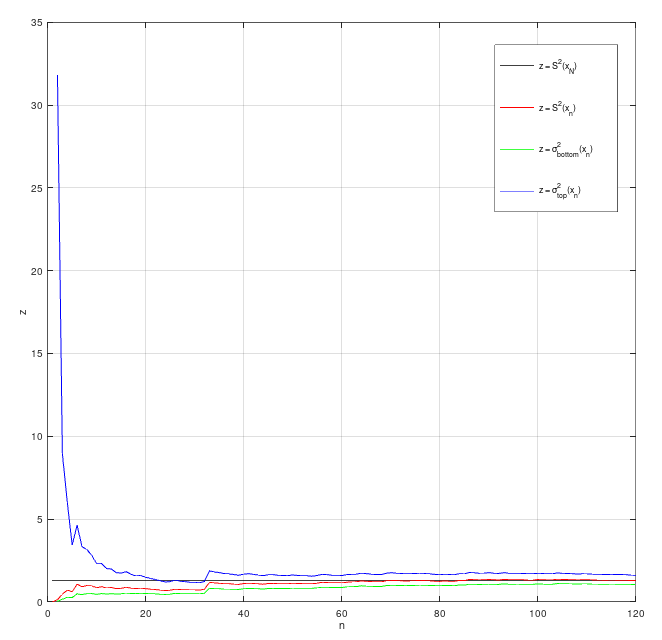 35
30
25
20
15
10
5
0
z
z = S²(x_N)
z = S²(x_n)
z = σ²_bottom(x_n)
z = σ²_top(x_n)
0 20 40 60 80 100 120
n